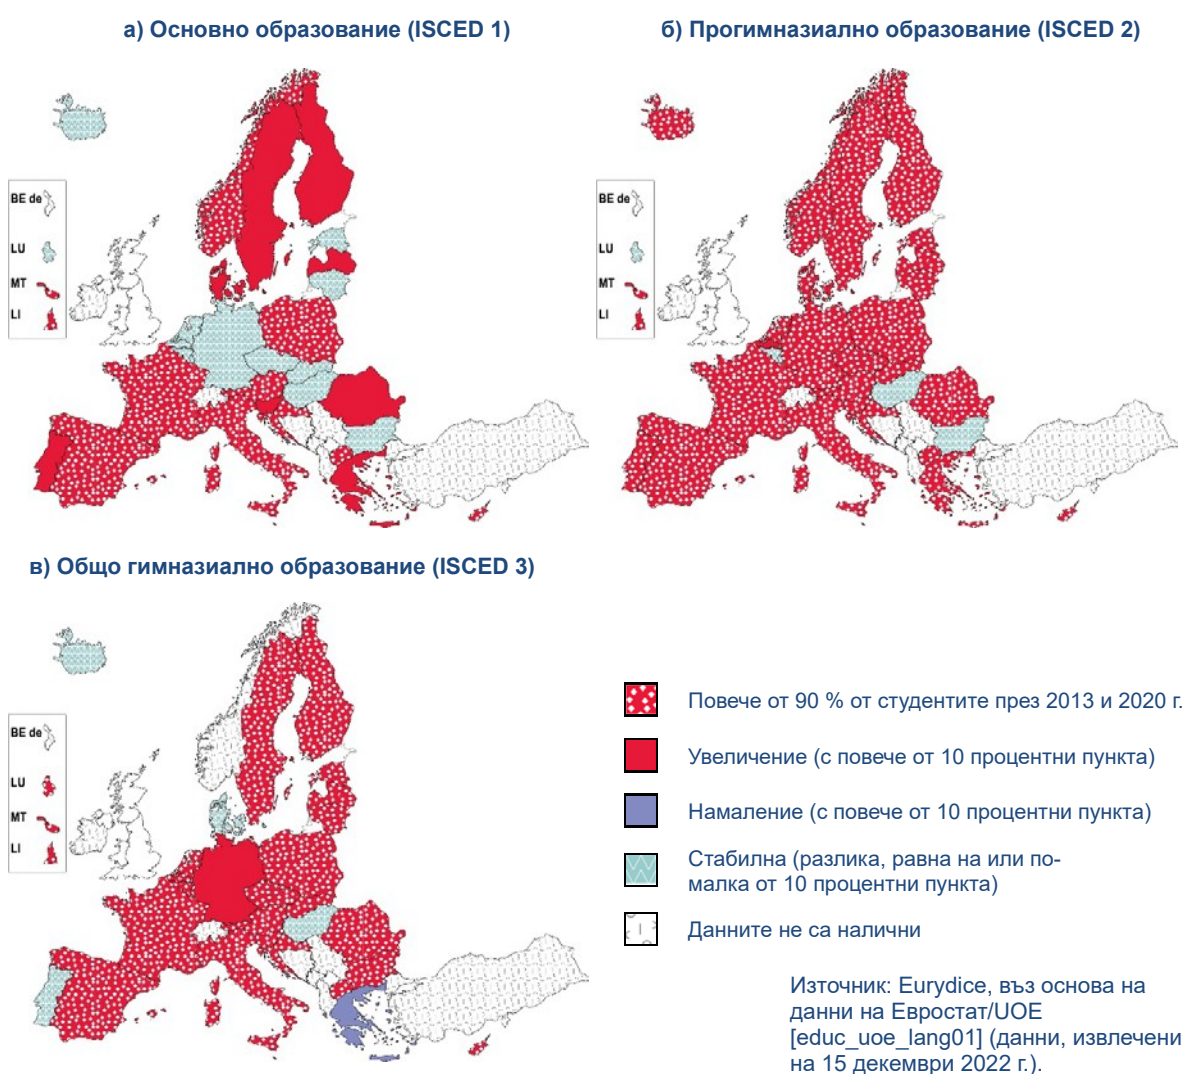 а) Основно образование (ISCED 1)
б) Прогимназиално образование (ISCED 2)
BE de
LU
MT
LI
BE de
LU
MT
LI
в) Общо гимназиално образование (ISCED 3)
BE de
LU
MT
LI
Повече от 90 % от студентите през 2013 и 2020 г.
Увеличение (с повече от 10 процентни пункта)
Намаление (с повече от 10 процентни пункта)
Стабилна (разлика, равна на или по-
малка от 10 процентни пункта)
Данните не са налични
Източник: Eurydice, въз основа на
данни на Евростат/UOE
[educ_uoe_lang01] (данни, извлечени
на 15 декември 2022 г.).